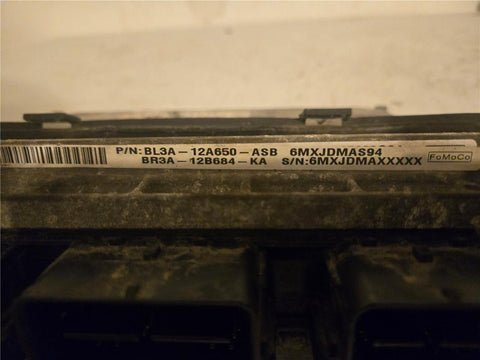 P/N: BL3A-12A650-ASB 6MXJDMAS94
BR3A-12B684-KA S/N:6MXJDMAXXXXX
FoMoCo